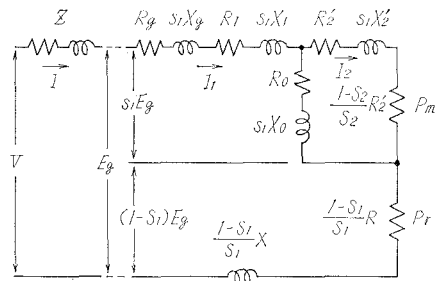 Z Rg s₁Xg R₁ s₁X₁ R₂′ s₁X₂′
I I₁ I₂
R₀
s₁Eg s₁X₀ 1-S₂/S₂ R₂′ Pm
V Eg
(1-S₁)Eg 1-S₁/S₁ R Pr
1-S₁/S₁ X